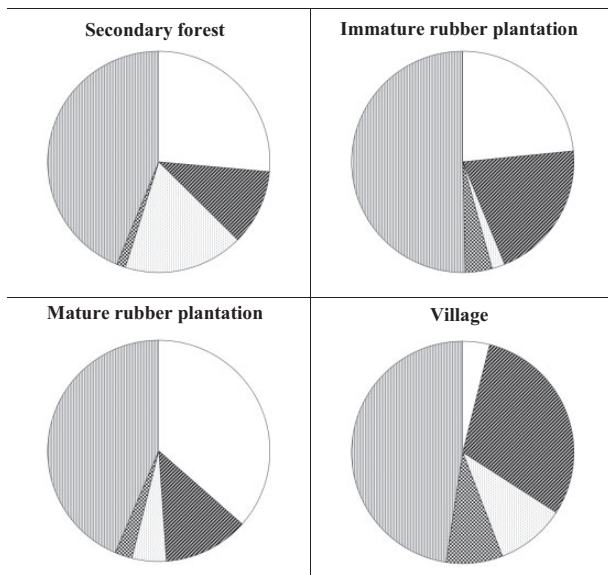 Secondary forest
Immature rubber plantation
Mature rubber plantation
Village